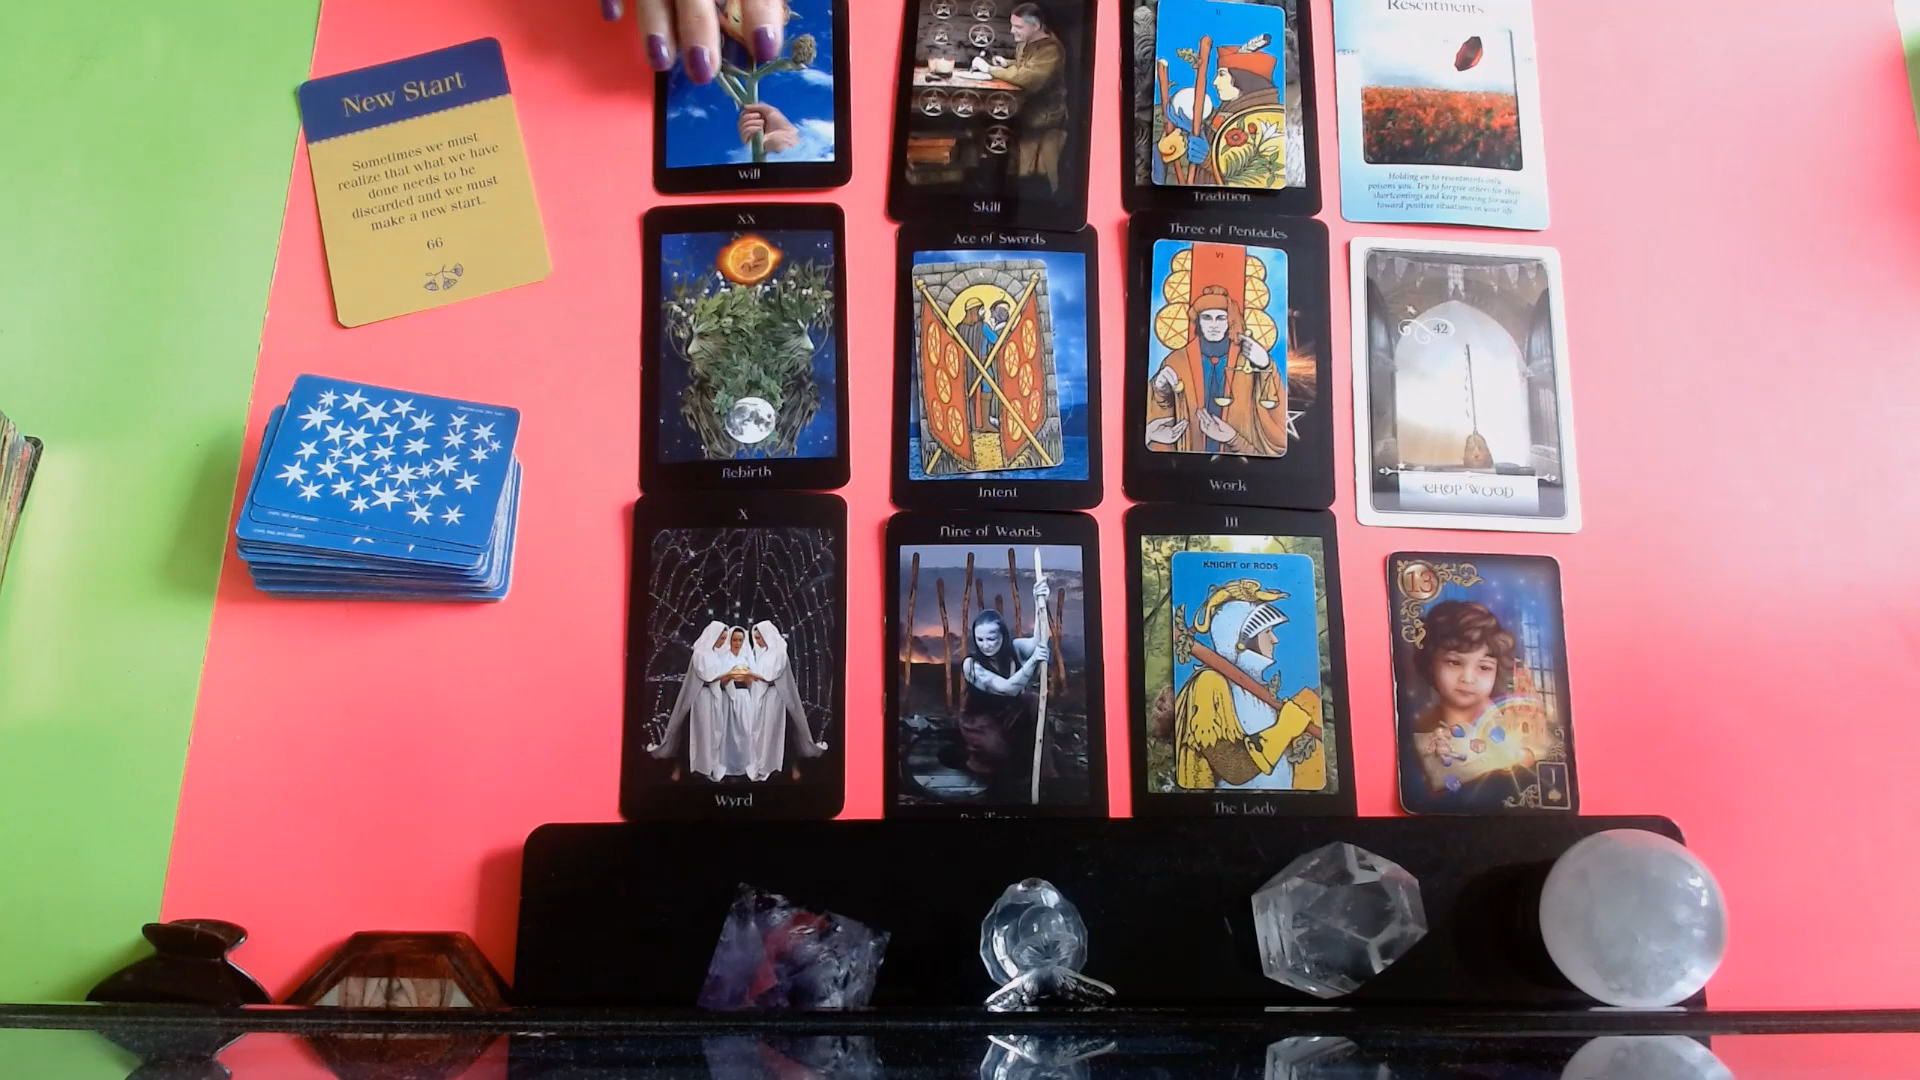 New Start
Sometimes we must
realize that what we have
done needs to be
discarded and we must
make a new start.
66
Will
Skill
II
Tradition
Resentments
Holding on to resentments only
poisons you. Try to forgive others for their
shortcomings and keep moving forward
toward positive situations in your life.
XX
Rebirth
Ace of Swords
X
Intent
Three of Pentacles
VI
Work
42
CHOP WOOD
X
Wyrd
Nine of Wands
III
KNIGHT OF RODS
The Lady
13
J